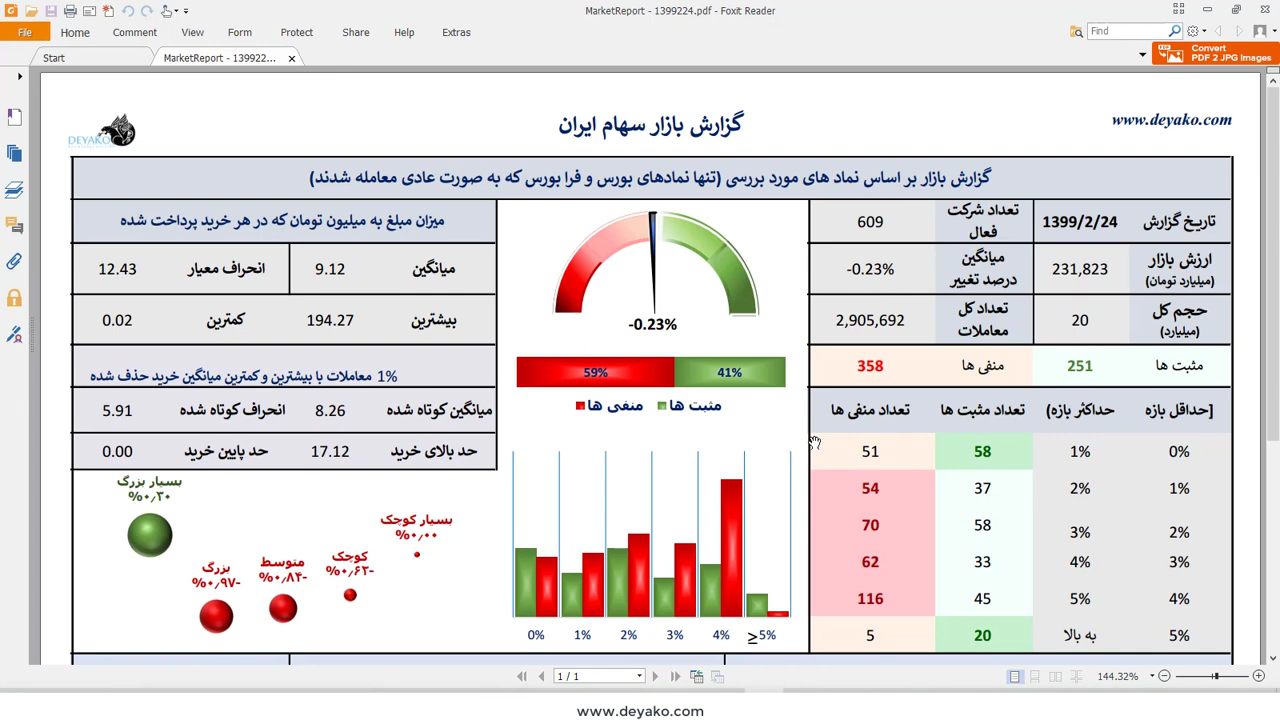 MarketReport - 1399224.pdf - Foxit Reader
File Home Comment View Form Protect Share Help Extras
Find
Convert
PDF 2 JPG Images
Start
MarketReport - 139922...
DEYAKO
گزارش بازار سهام ایران
www.deyako.com
گزارش بازار بر اساس نماد های مورد بررسی (تنها نمادهای بورس و فرا بورس که به صورت عادی معامله شدند)
تاریخ گزارش 1399/2/24 تعداد شرکت فعال 609
ارزش بازار (میلیارد تومان) 231,823 میانگین درصد تغییر -0.23%
حجم کل (میلیارد) 20 تعداد کل معاملات 2,905,692
مثبت ها 251 منفی ها 358
[حداقل بازه حداکثر بازه) تعداد مثبت ها تعداد منفی ها
0% 1% 58 51
1% 2% 37 54
2% 3% 58 70
3% 4% 33 62
4% 5% 45 116
5% به بالا 20 5
-0.23%
59% 41%
منفی ها مثبت ها
0% 1% 2% 3% 4% ≥5%
میزان مبلغ به میلیون تومان که در هر خرید پرداخت شده
میانگین 9.12 انحراف معیار 12.43
بیشترین 194.27 کمترین 0.02
1% معاملات با بیشترین و کمترین میانگین خرید حذف شده
میانگین کوتاه شده 8.26 انحراف کوتاه شده 5.91
حد بالای خرید 17.12 حد پایین خرید 0.00
بسیار بزرگ
%۰٫۳۰
بزرگ
%۰٫۹۷-
متوسط
%۰٫۸۴-
کوچک
%۰٫۶۳-
بسیار کوچک
%۰٫۰۰
1 / 1
144.32%
www.deyako.com